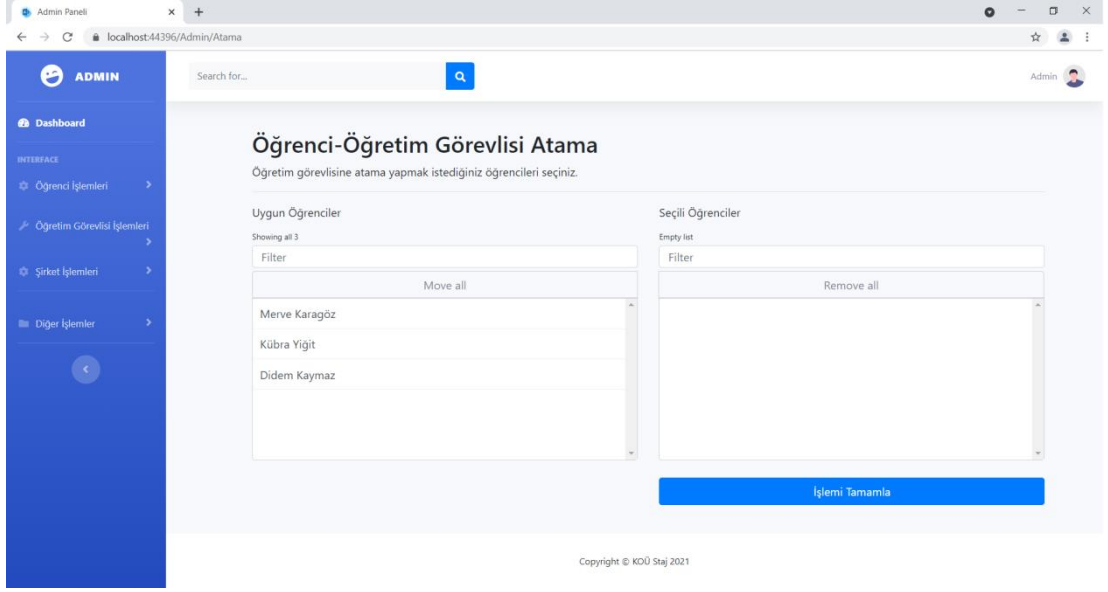 Admin Paneli
localhost:44396/Admin/Atama
ADMIN
Search for...
Admin
Dashboard
INTERFACE
Öğrenci İşlemleri
Öğretim Görevlisi İşlemleri
Şirket İşlemleri
Diğer İşlemler
Öğrenci-Öğretim Görevlisi Atama
Öğretim görevlisine atama yapmak istediğiniz öğrencileri seçiniz.
Uygun Öğrenciler
Showing all 3
Filter
Move all
Merve Karagöz
Kübra Yiğit
Didem Kaymaz
Seçili Öğrenciler
Empty list
Filter
Remove all
İşlemi Tamamla
Copyright © KOÜ Staj 2021